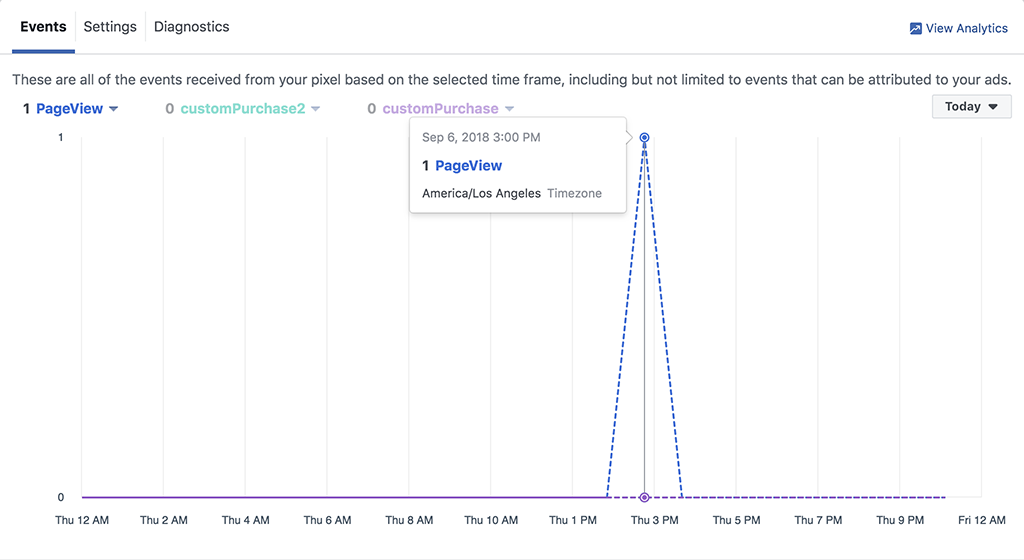 Events Settings Diagnostics View Analytics
These are all of the events received from your pixel based on the selected time frame, including but not limited to events that can be attributed to your ads.
1 PageView 0 customPurchase2 0 customPurchase Today
Sep 6, 2018 3:00 PM
1 PageView
America/Los Angeles Timezone
1
0
Thu 12 AM Thu 2 AM Thu 4 AM Thu 6 AM Thu 8 AM Thu 10 AM Thu 1 PM Thu 3 PM Thu 5 PM Thu 7 PM Thu 9 PM Fri 12 AM